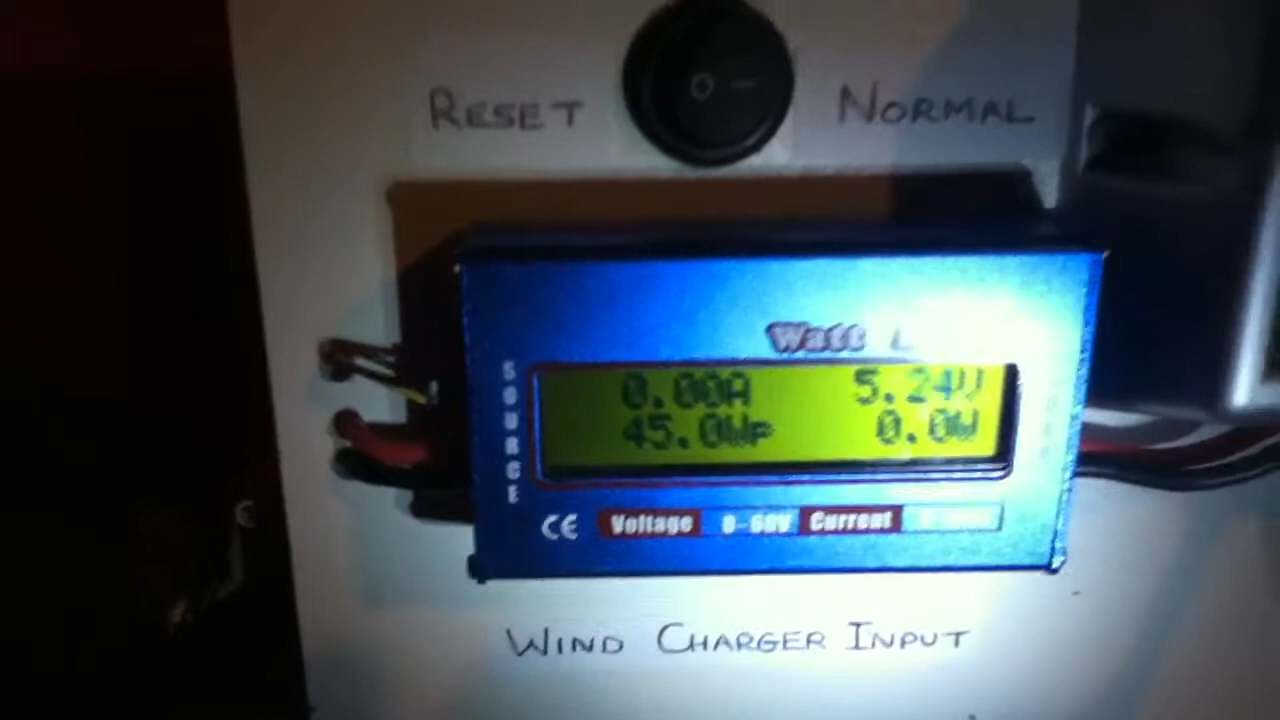 RESET NORMAL
Watt
SOURCE
0.00A 5.24V
45.0Wp 0.0W
CE Voltage 0-60V Current
WIND CHARGER INPUT